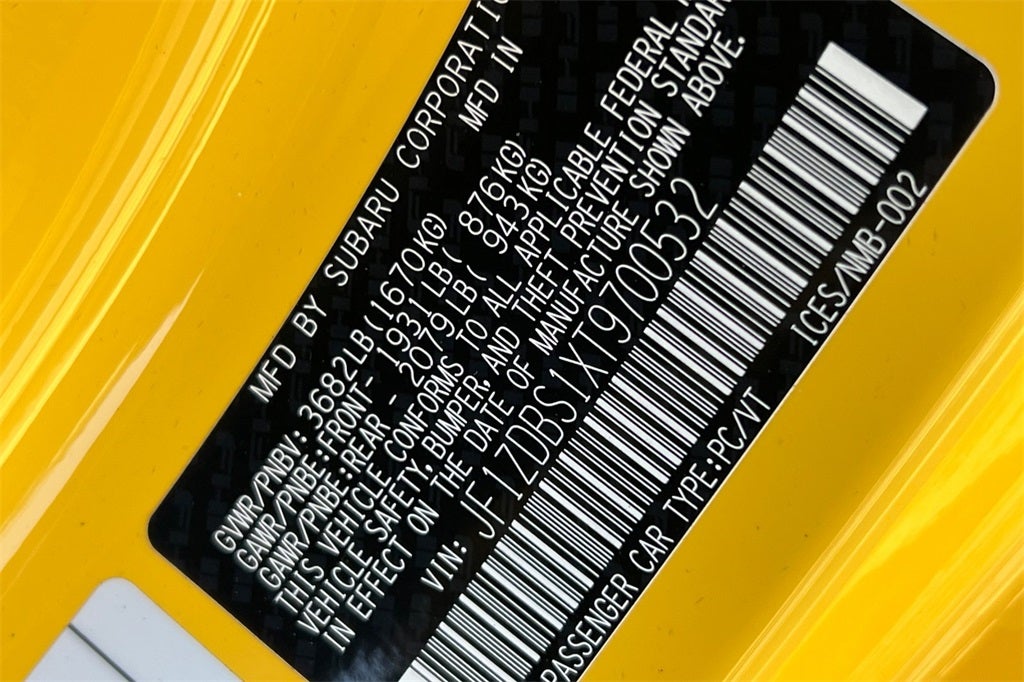 MFD BY SUBARU CORPORATIO
MFD IN
GVWR/PNBV: 3682LB(1670KG)
GAWR/PNBE:FRONT- 1931LB( 876KG)
GAWR/PNBE:REAR - 2079LB( 943KG)
THIS VEHICLE CONFORMS TO ALL APPLICABLE FEDERAL
VEHICLE SAFETY, BUMPER, AND THEFT PREVENTION STANDAR
IN EFFECT ON THE DATE OF MANUFACTURE SHOWN ABOVE.
VIN: JF1ZDBS1XT9700532
PASSENGER CAR TYPE:PC/VT ICES/NMB-002